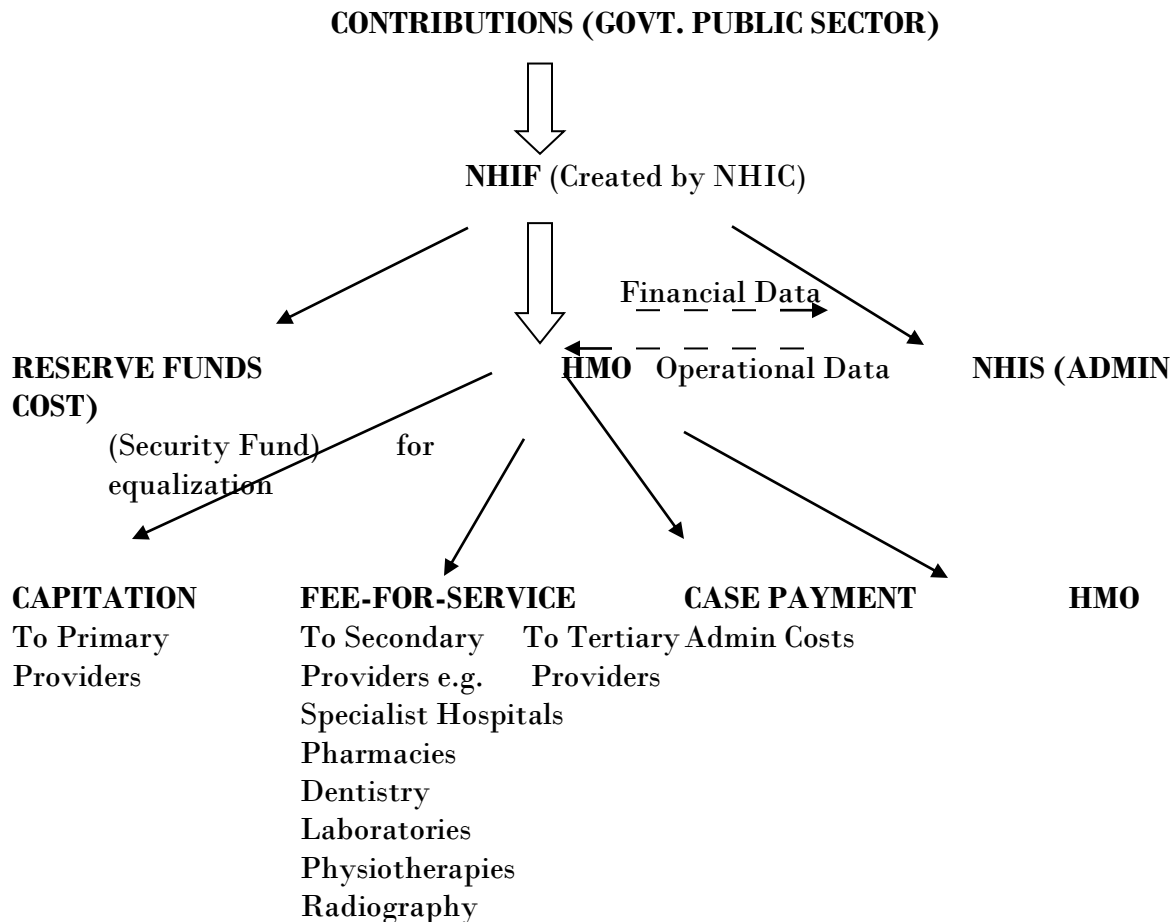 CONTRIBUTIONS (GOVT. PUBLIC SECTOR)
NHIF (Created by NHIC)
Financial Data
RESERVE FUNDS HMO Operational Data NHIS (ADMIN
COST)
(Security Fund) for
equalization
CAPITATION FEE-FOR-SERVICE CASE PAYMENT HMO
To Primary To Secondary To Tertiary Admin Costs
Providers Providers e.g. Providers
Specialist Hospitals
Pharmacies
Dentistry
Laboratories
Physiotherapies
Radiography